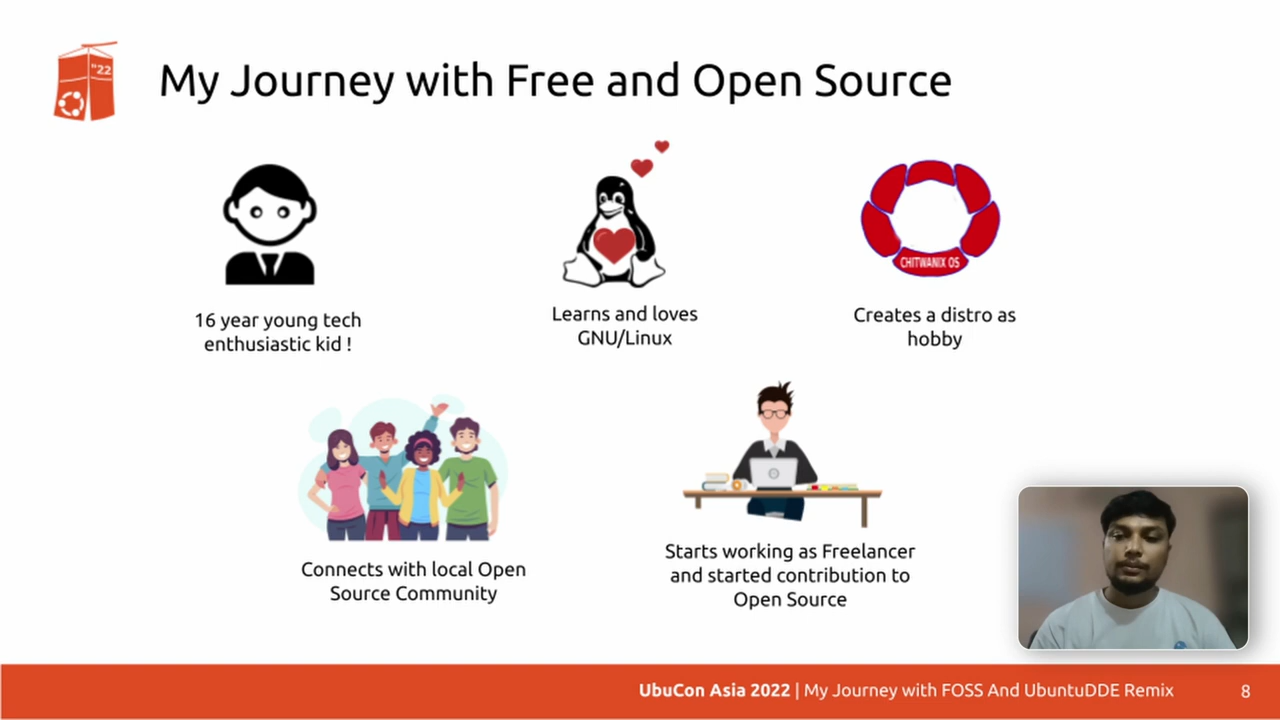 "22
My Journey with Free and Open Source
CHITWANIX OS
16 year young tech
enthusiastic kid !
Learns and loves
GNU/Linux
Creates a distro as
hobby
Connects with local Open
Source Community
Starts working as Freelancer
and started contribution to
Open Source
UbuCon Asia 2022 | My Journey with FOSS And UbuntuDDE Remix
8